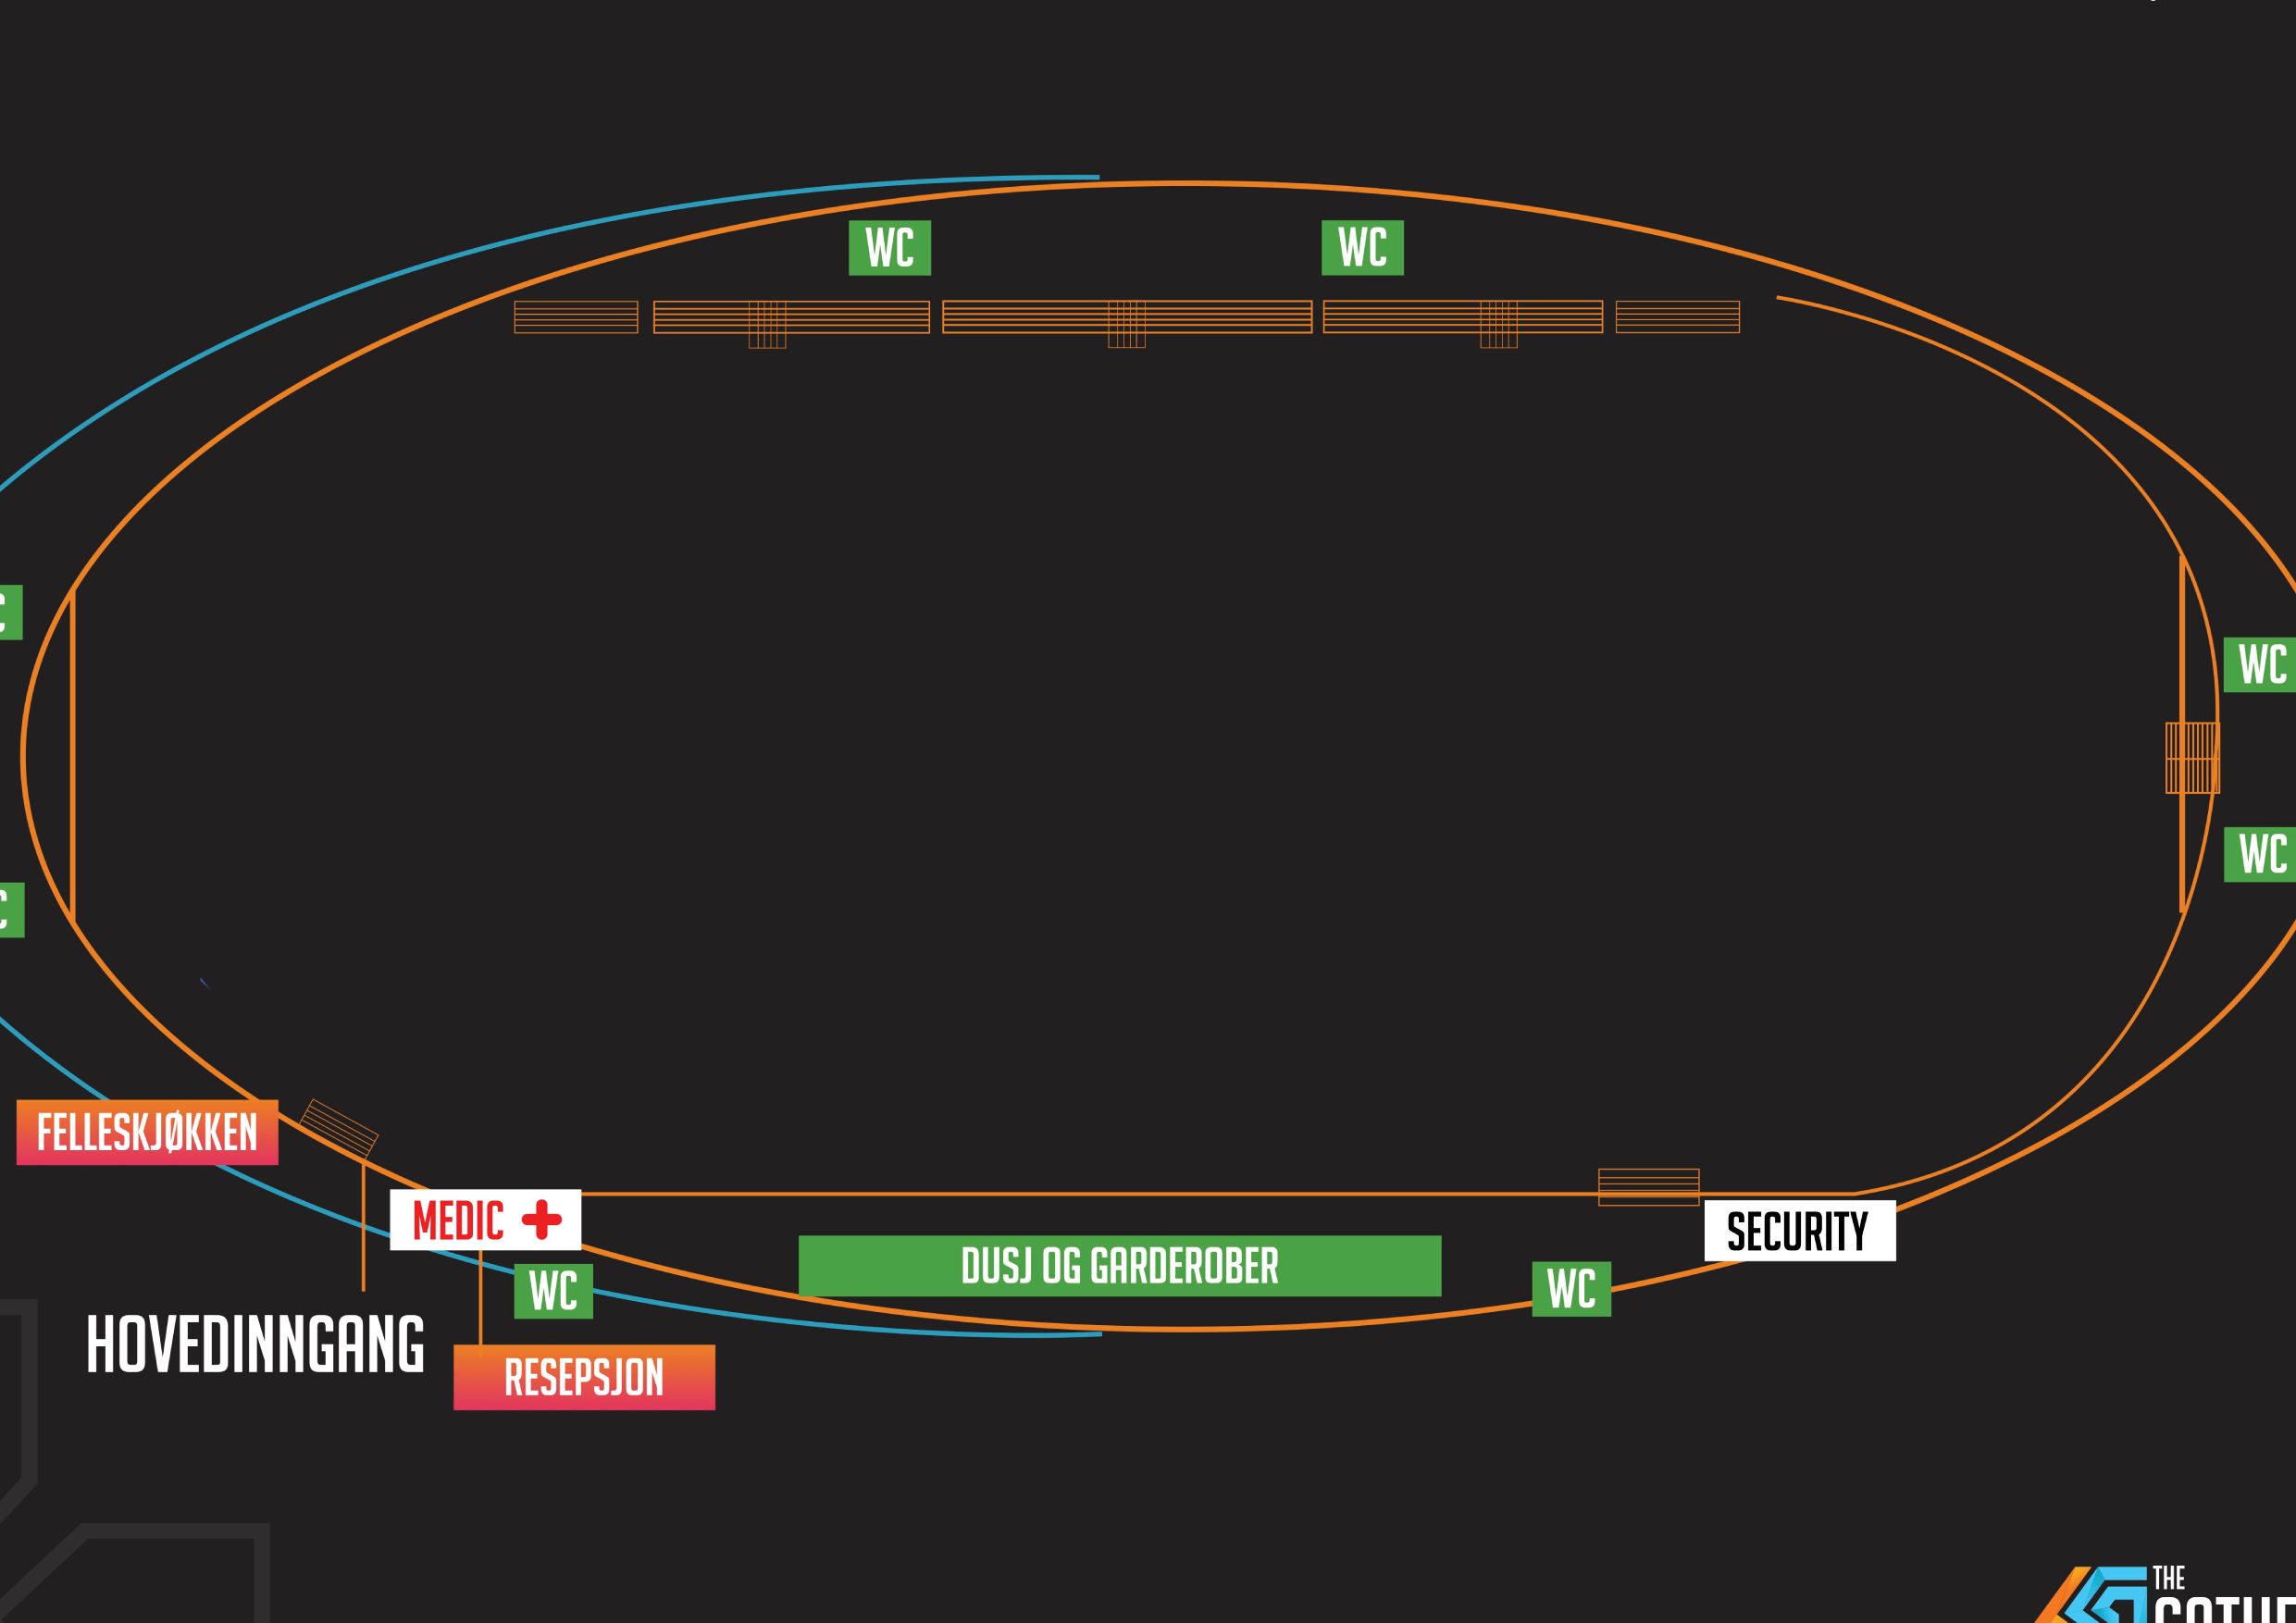 WC
WC
WC
WC
FELLESKJØKKEN
MEDIC
SECURITY
DUSJ OG GARDEROBER
WC
WC
HOVEDINNGANG
RESEPSJON
THE